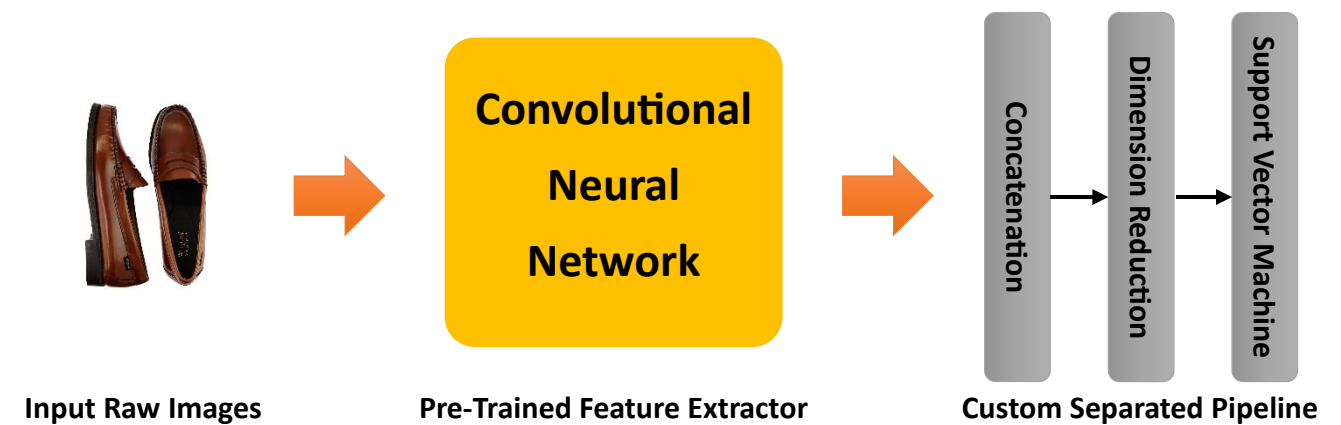 Convolutional
Neural
Network
Concatenation
Dimension Reduction
Support Vector Machine
Input Raw Images
Pre-Trained Feature Extractor
Custom Separated Pipeline